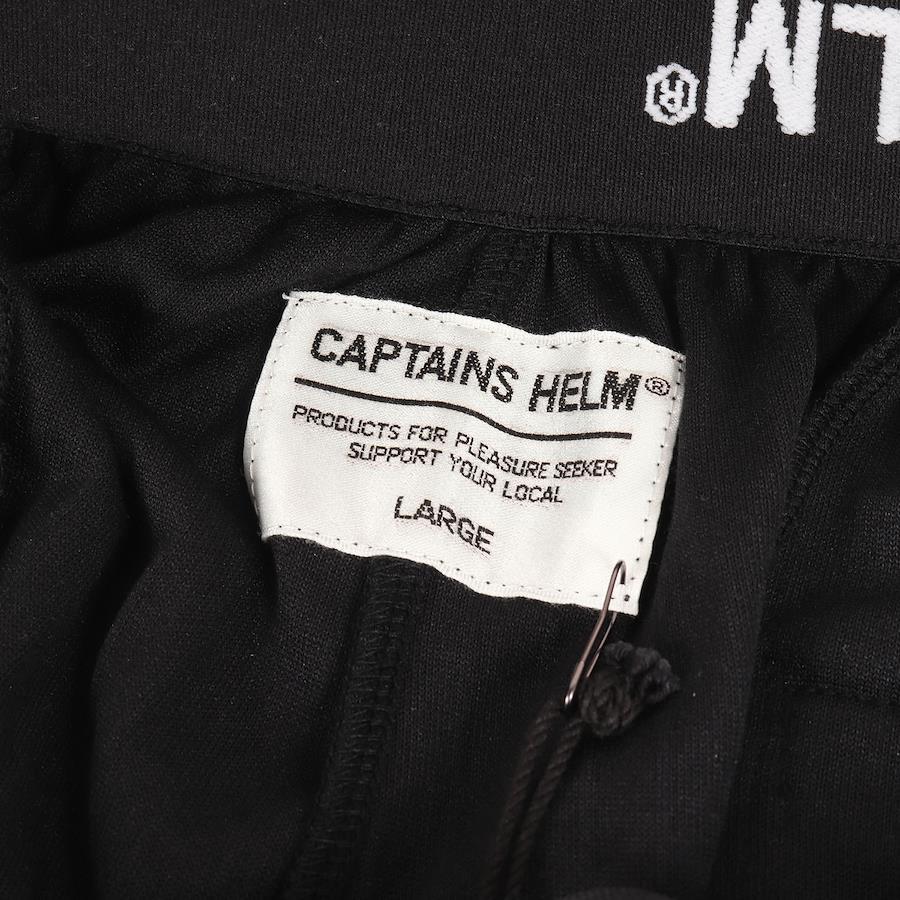 LM®
CAPTAINS HELM®
PRODUCTS FOR PLEASURE SEEKER
SUPPORT YOUR LOCAL
LARGE